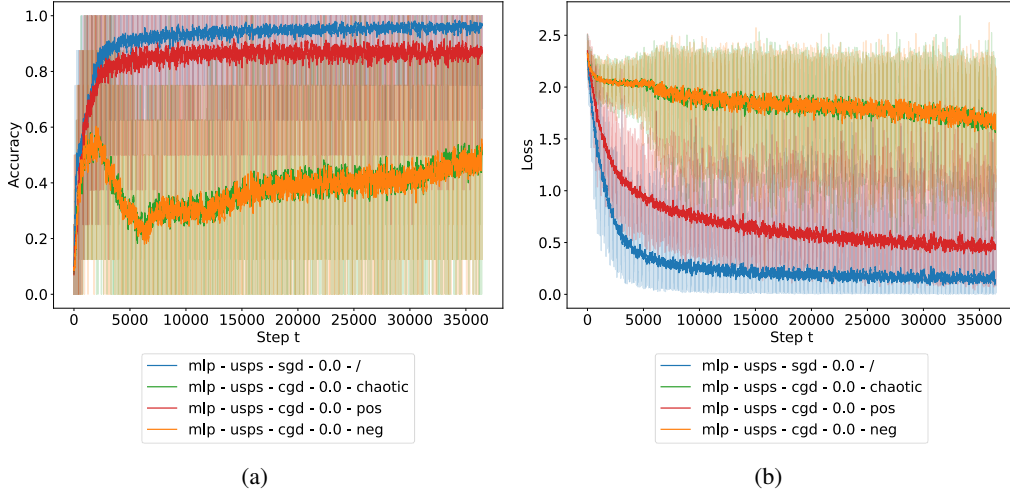 1.0
0.8
0.6
0.4
0.2
0.0
Accuracy
0 5000 10000 15000 20000 25000 30000 35000
Step t
mlp - usps - sgd - 0.0 - /
mlp - usps - cgd - 0.0 - chaotic
mlp - usps - cgd - 0.0 - pos
mlp - usps - cgd - 0.0 - neg
(a)
2.5
2.0
1.5
1.0
0.5
0.0
Loss
0 5000 10000 15000 20000 25000 30000 35000
Step t
mlp - usps - sgd - 0.0 - /
mlp - usps - cgd - 0.0 - chaotic
mlp - usps - cgd - 0.0 - pos
mlp - usps - cgd - 0.0 - neg
(b)